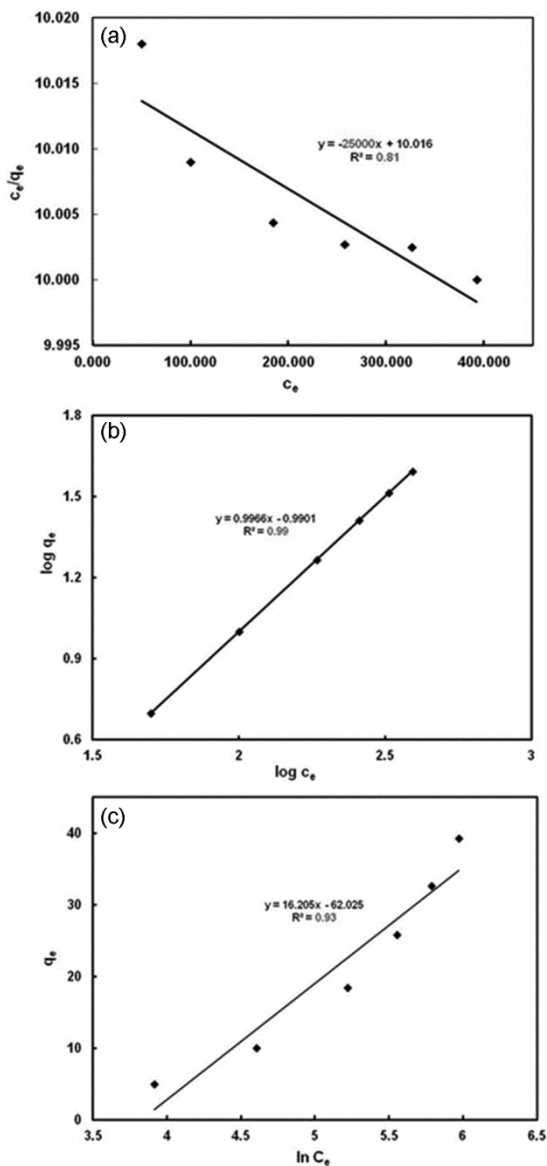 (a)
10.020
10.015
10.010
10.005
10.000
9.995
cₑ/qₑ
y = -25000x + 10.016
R² = 0.81
0.000 100.000 200.000 300.000 400.000
cₑ
(b)
1.8
1.5
1.2
0.9
0.6
log qₑ
y = 0.9966x - 0.9901
R² = 0.99
1.5 2 2.5 3
log cₑ
(c)
40
30
20
10
0
qₑ
y = 16.205x - 62.025
R² = 0.93
3.5 4 4.5 5 5.5 6 6.5
ln Cₑ